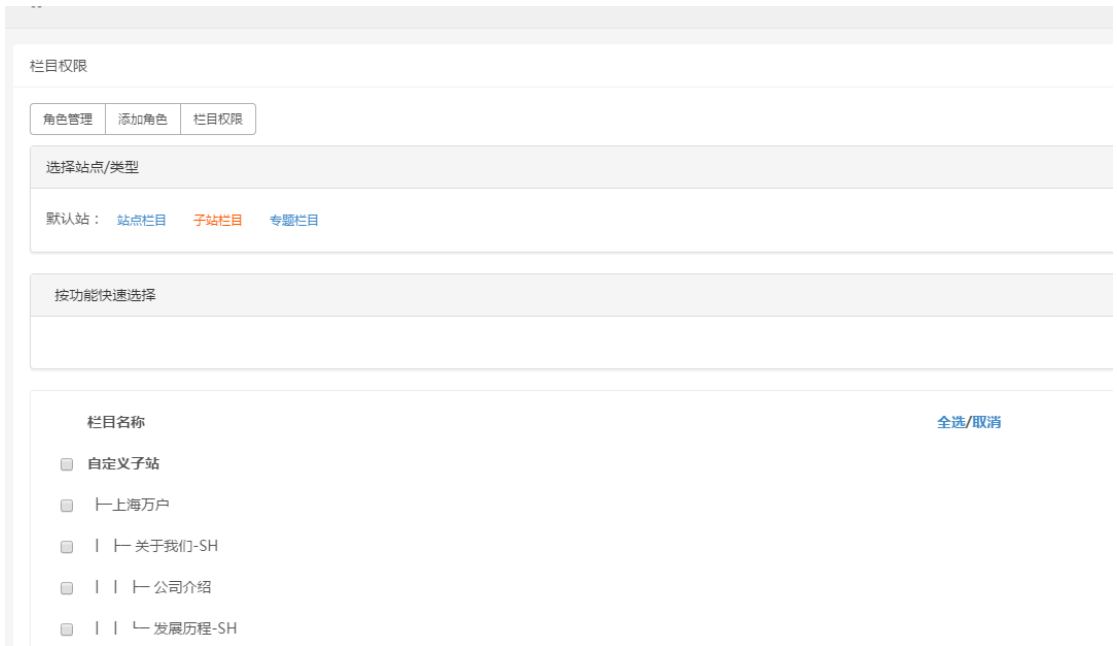 栏目权限
角色管理 添加角色 栏目权限
选择站点/类型
默认站： 站点栏目 子站栏目 专题栏目
按功能快速选择
栏目名称 全选/取消
自定义子站
├─上海万户
│ ├─ 关于我们-SH
│ │ ├─ 公司介绍
│ │ └─ 发展历程-SH